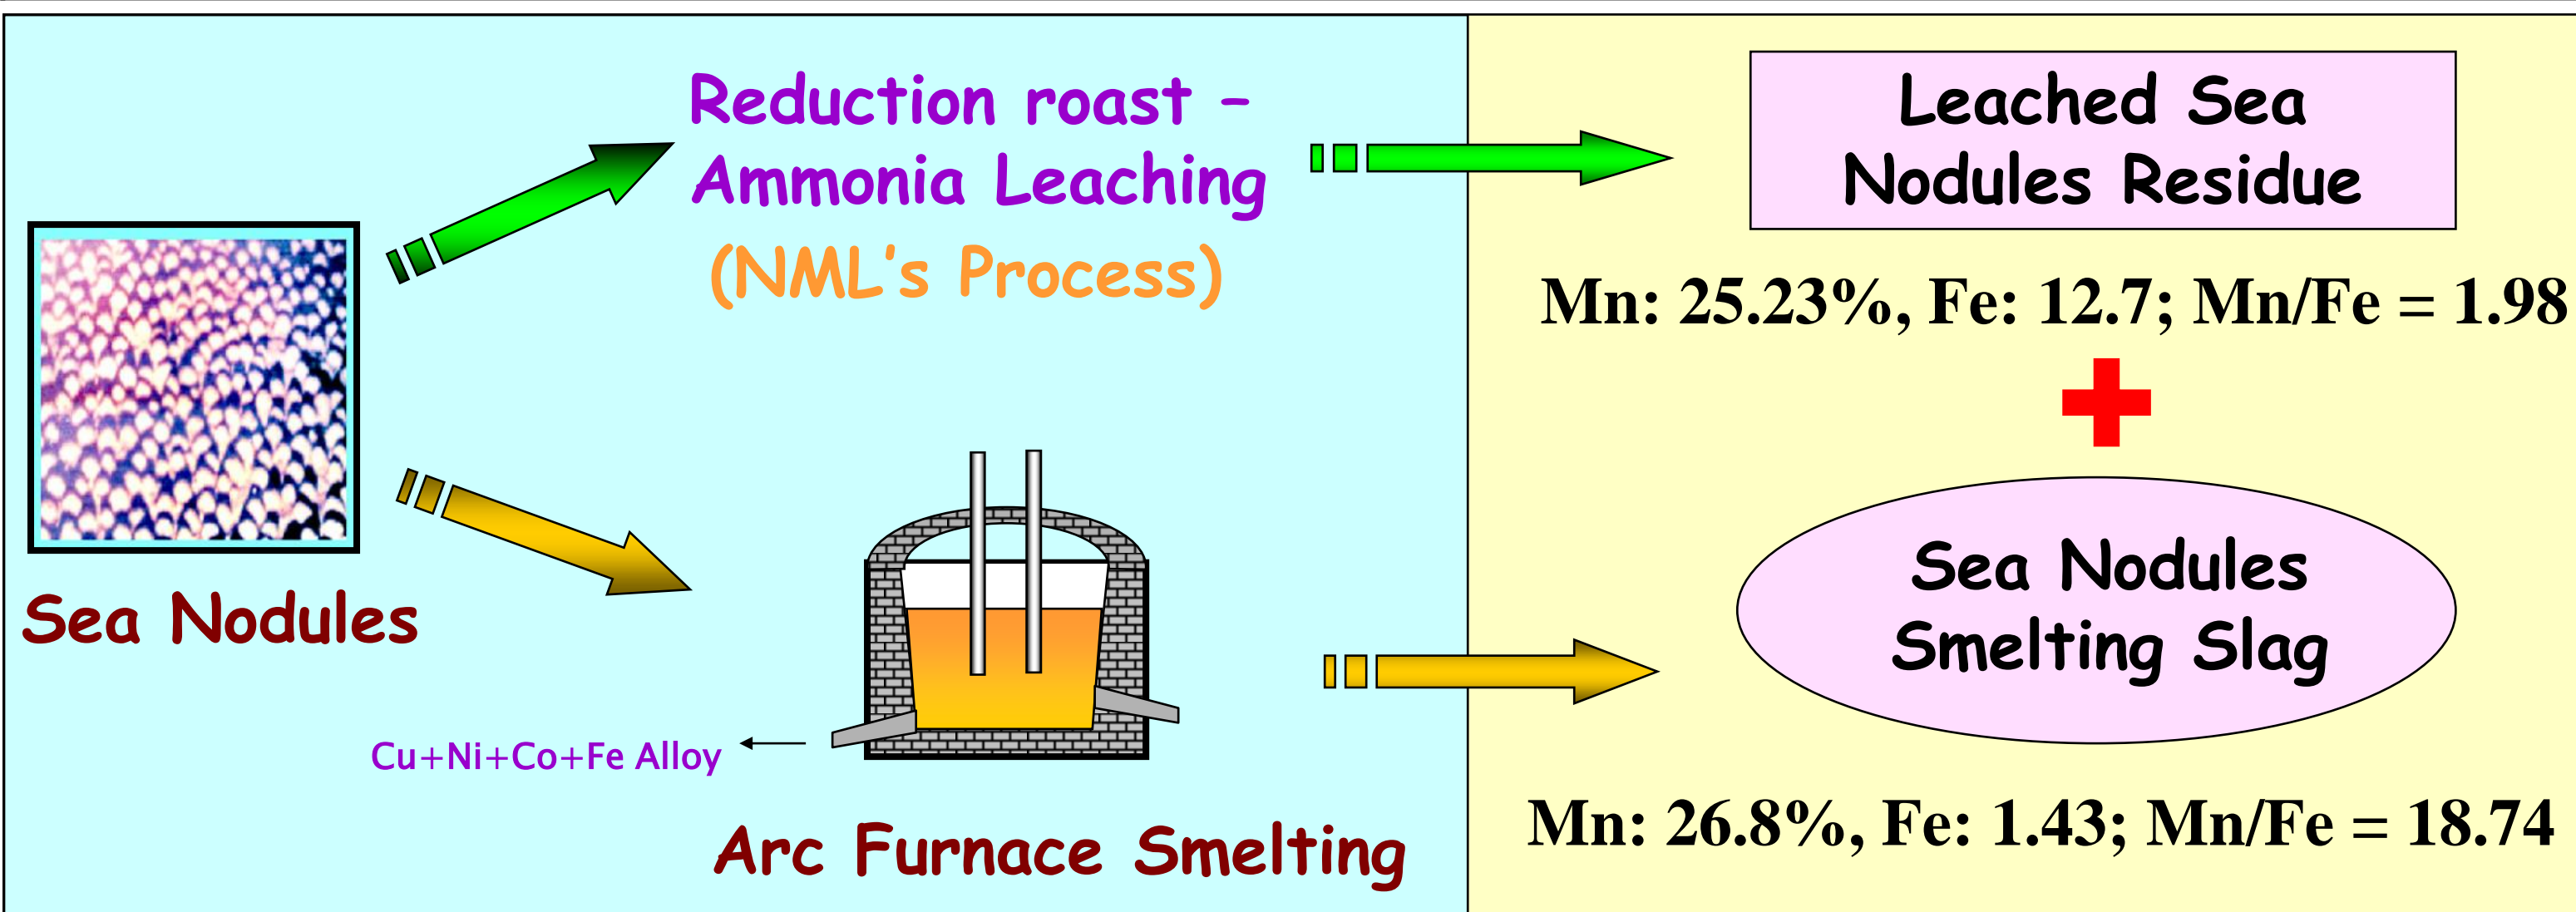 Reduction roast –
Ammonia Leaching
(NML's Process)
Leached Sea
Nodules Residue
Mn: 25.23%, Fe: 12.7; Mn/Fe = 1.98
Sea Nodules
Sea Nodules
Smelting Slag
Cu+Ni+Co+Fe Alloy
Arc Furnace Smelting
Mn: 26.8%, Fe: 1.43; Mn/Fe = 18.74